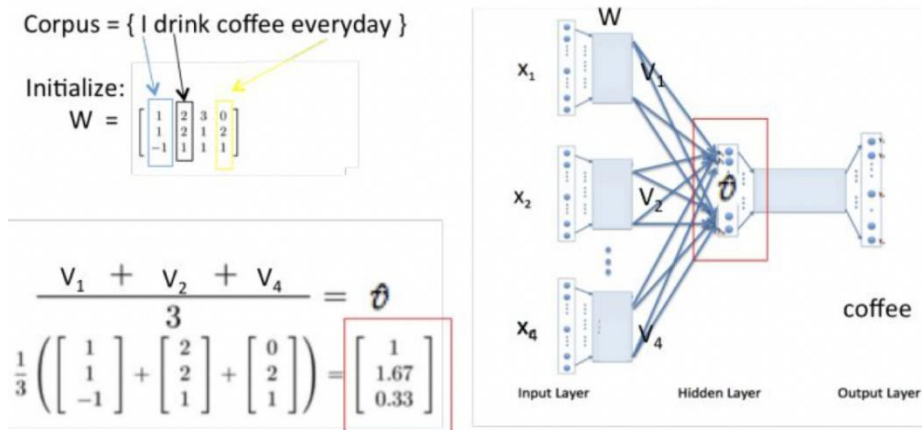 Corpus = { I drink coffee everyday }
Initialize:
W =
1 2 3 0
1 2 1 2
−1 1 1 1
V1 + V2 + V4
3
= v̂
1/3 ( [ 1 1 −1 ] + [ 2 2 1 ] + [ 0 2 1 ] ) = [ 1 1.67 0.33 ]
W
X1
V1
X2
V2
v̂
X4
V4
coffee
Input Layer
Hidden Layer
Output Layer